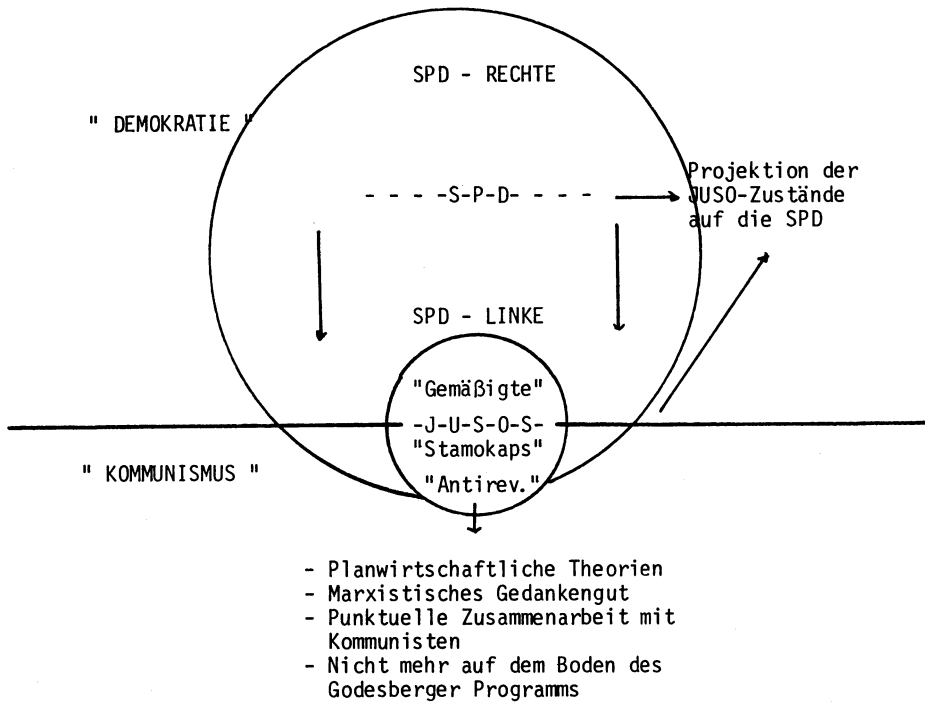 SPD - RECHTE
" DEMOKRATIE "
Projektion der
JUSO-Zustände
auf die SPD
- - - -S-P-D- - - -
SPD - LINKE
"Gemäßigte"
-J-U-S-O-S-
"Stamokaps"
" KOMMUNISMUS "
"Antirev."
- Planwirtschaftliche Theorien
- Marxistisches Gedankengut
- Punktuelle Zusammenarbeit mit
Kommunisten
- Nicht mehr auf dem Boden des
Godesberger Programms